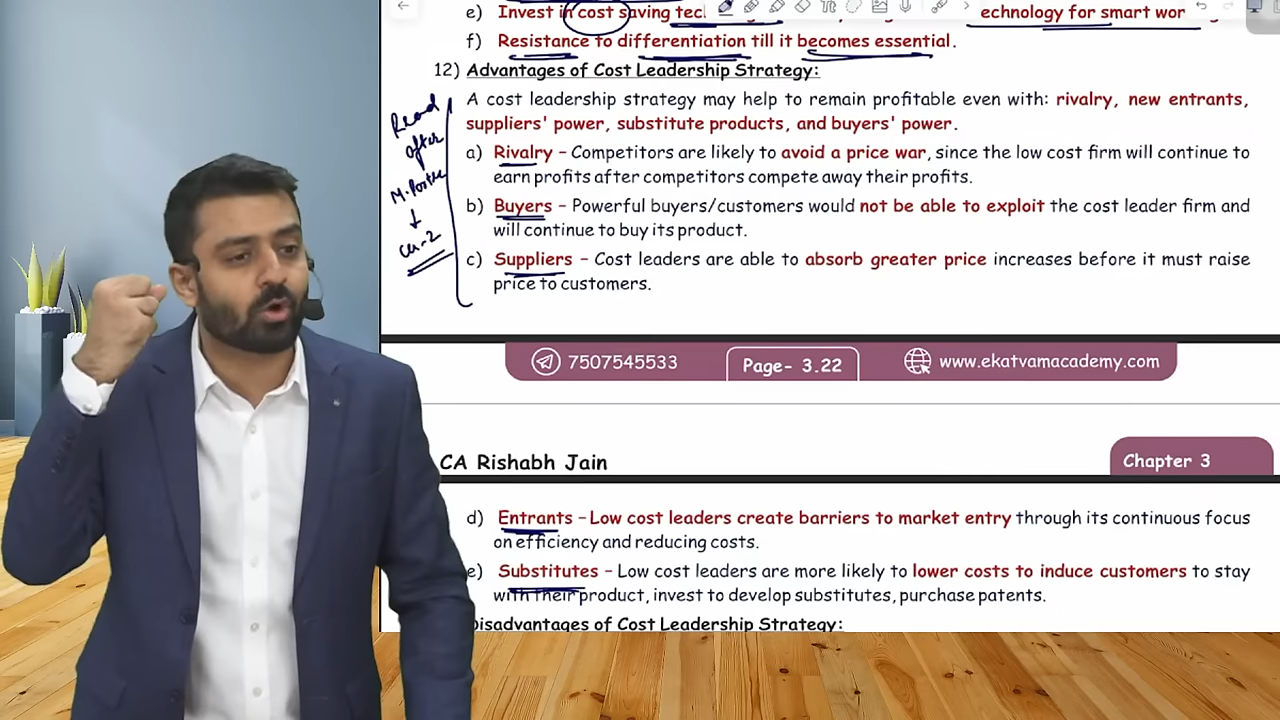 e) Invest in cost saving
echnology for smart wor
f) Resistance to differentiation till it becomes essential.
12) Advantages of Cost Leadership Strategy:
A cost leadership strategy may help to remain profitable even with: rivalry, new entrants,
suppliers' power, substitute products, and buyers' power.
a) Rivalry – Competitors are likely to avoid a price war, since the low cost firm will continue to
earn profits after competitors compete away their profits.
b) Buyers – Powerful buyers/customers would not be able to exploit the cost leader firm and
will continue to buy its product.
c) Suppliers – Cost leaders are able to absorb greater price increases before it must raise
price to customers.
Read
after
M. Porter
↓
ch-2
7507545533
Page- 3.22
www.ekatvamacademy.com
CA Rishabh Jain
Chapter 3
d) Entrants – Low cost leaders create barriers to market entry through its continuous focus
on efficiency and reducing costs.
e) Substitutes – Low cost leaders are more likely to lower costs to induce customers to stay
with their product, invest to develop substitutes, purchase patents.
Disadvantages of Cost Leadership Strategy: